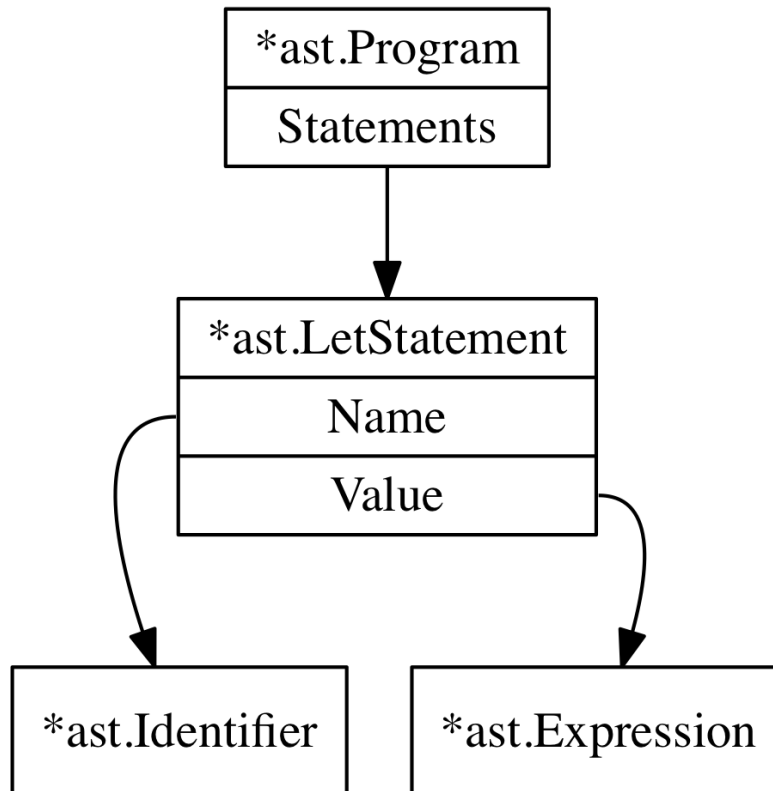 *ast.Program
Statements
*ast.LetStatement
Name
Value
*ast.Identifier
*ast.Expression